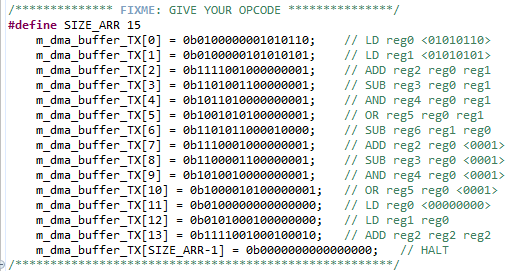 /************** FIXME: GIVE YOUR OPCODE ***************/
#define SIZE_ARR 15
m_dma_buffer_TX[0] = 0b0100000001010110; // LD reg0 <01010110>
m_dma_buffer_TX[1] = 0b0100000101010101; // LD reg1 <01010101>
m_dma_buffer_TX[2] = 0b1111001000000001; // ADD reg2 reg0 reg1
m_dma_buffer_TX[3] = 0b1101001100000001; // SUB reg3 reg0 reg1
m_dma_buffer_TX[4] = 0b1011010000000001; // AND reg4 reg0 reg1
m_dma_buffer_TX[5] = 0b1001010100000001; // OR reg5 reg0 reg1
m_dma_buffer_TX[6] = 0b1101011000010000; // SUB reg6 reg1 reg0
m_dma_buffer_TX[7] = 0b1110001000000001; // ADD reg2 reg0 <0001>
m_dma_buffer_TX[8] = 0b1100001100000001; // SUB reg3 reg0 <0001>
m_dma_buffer_TX[9] = 0b1010010000000001; // AND reg4 reg0 <0001>
m_dma_buffer_TX[10] = 0b1000010100000001; // OR reg5 reg0 <0001>
m_dma_buffer_TX[11] = 0b0100000000000000; // LD reg0 <00000000>
m_dma_buffer_TX[12] = 0b0101000100000000; // LD reg1 reg0
m_dma_buffer_TX[13] = 0b1111001000100010; // ADD reg2 reg2 reg2
m_dma_buffer_TX[SIZE_ARR-1] = 0b0000000000000000; // HALT
/******************************************************/